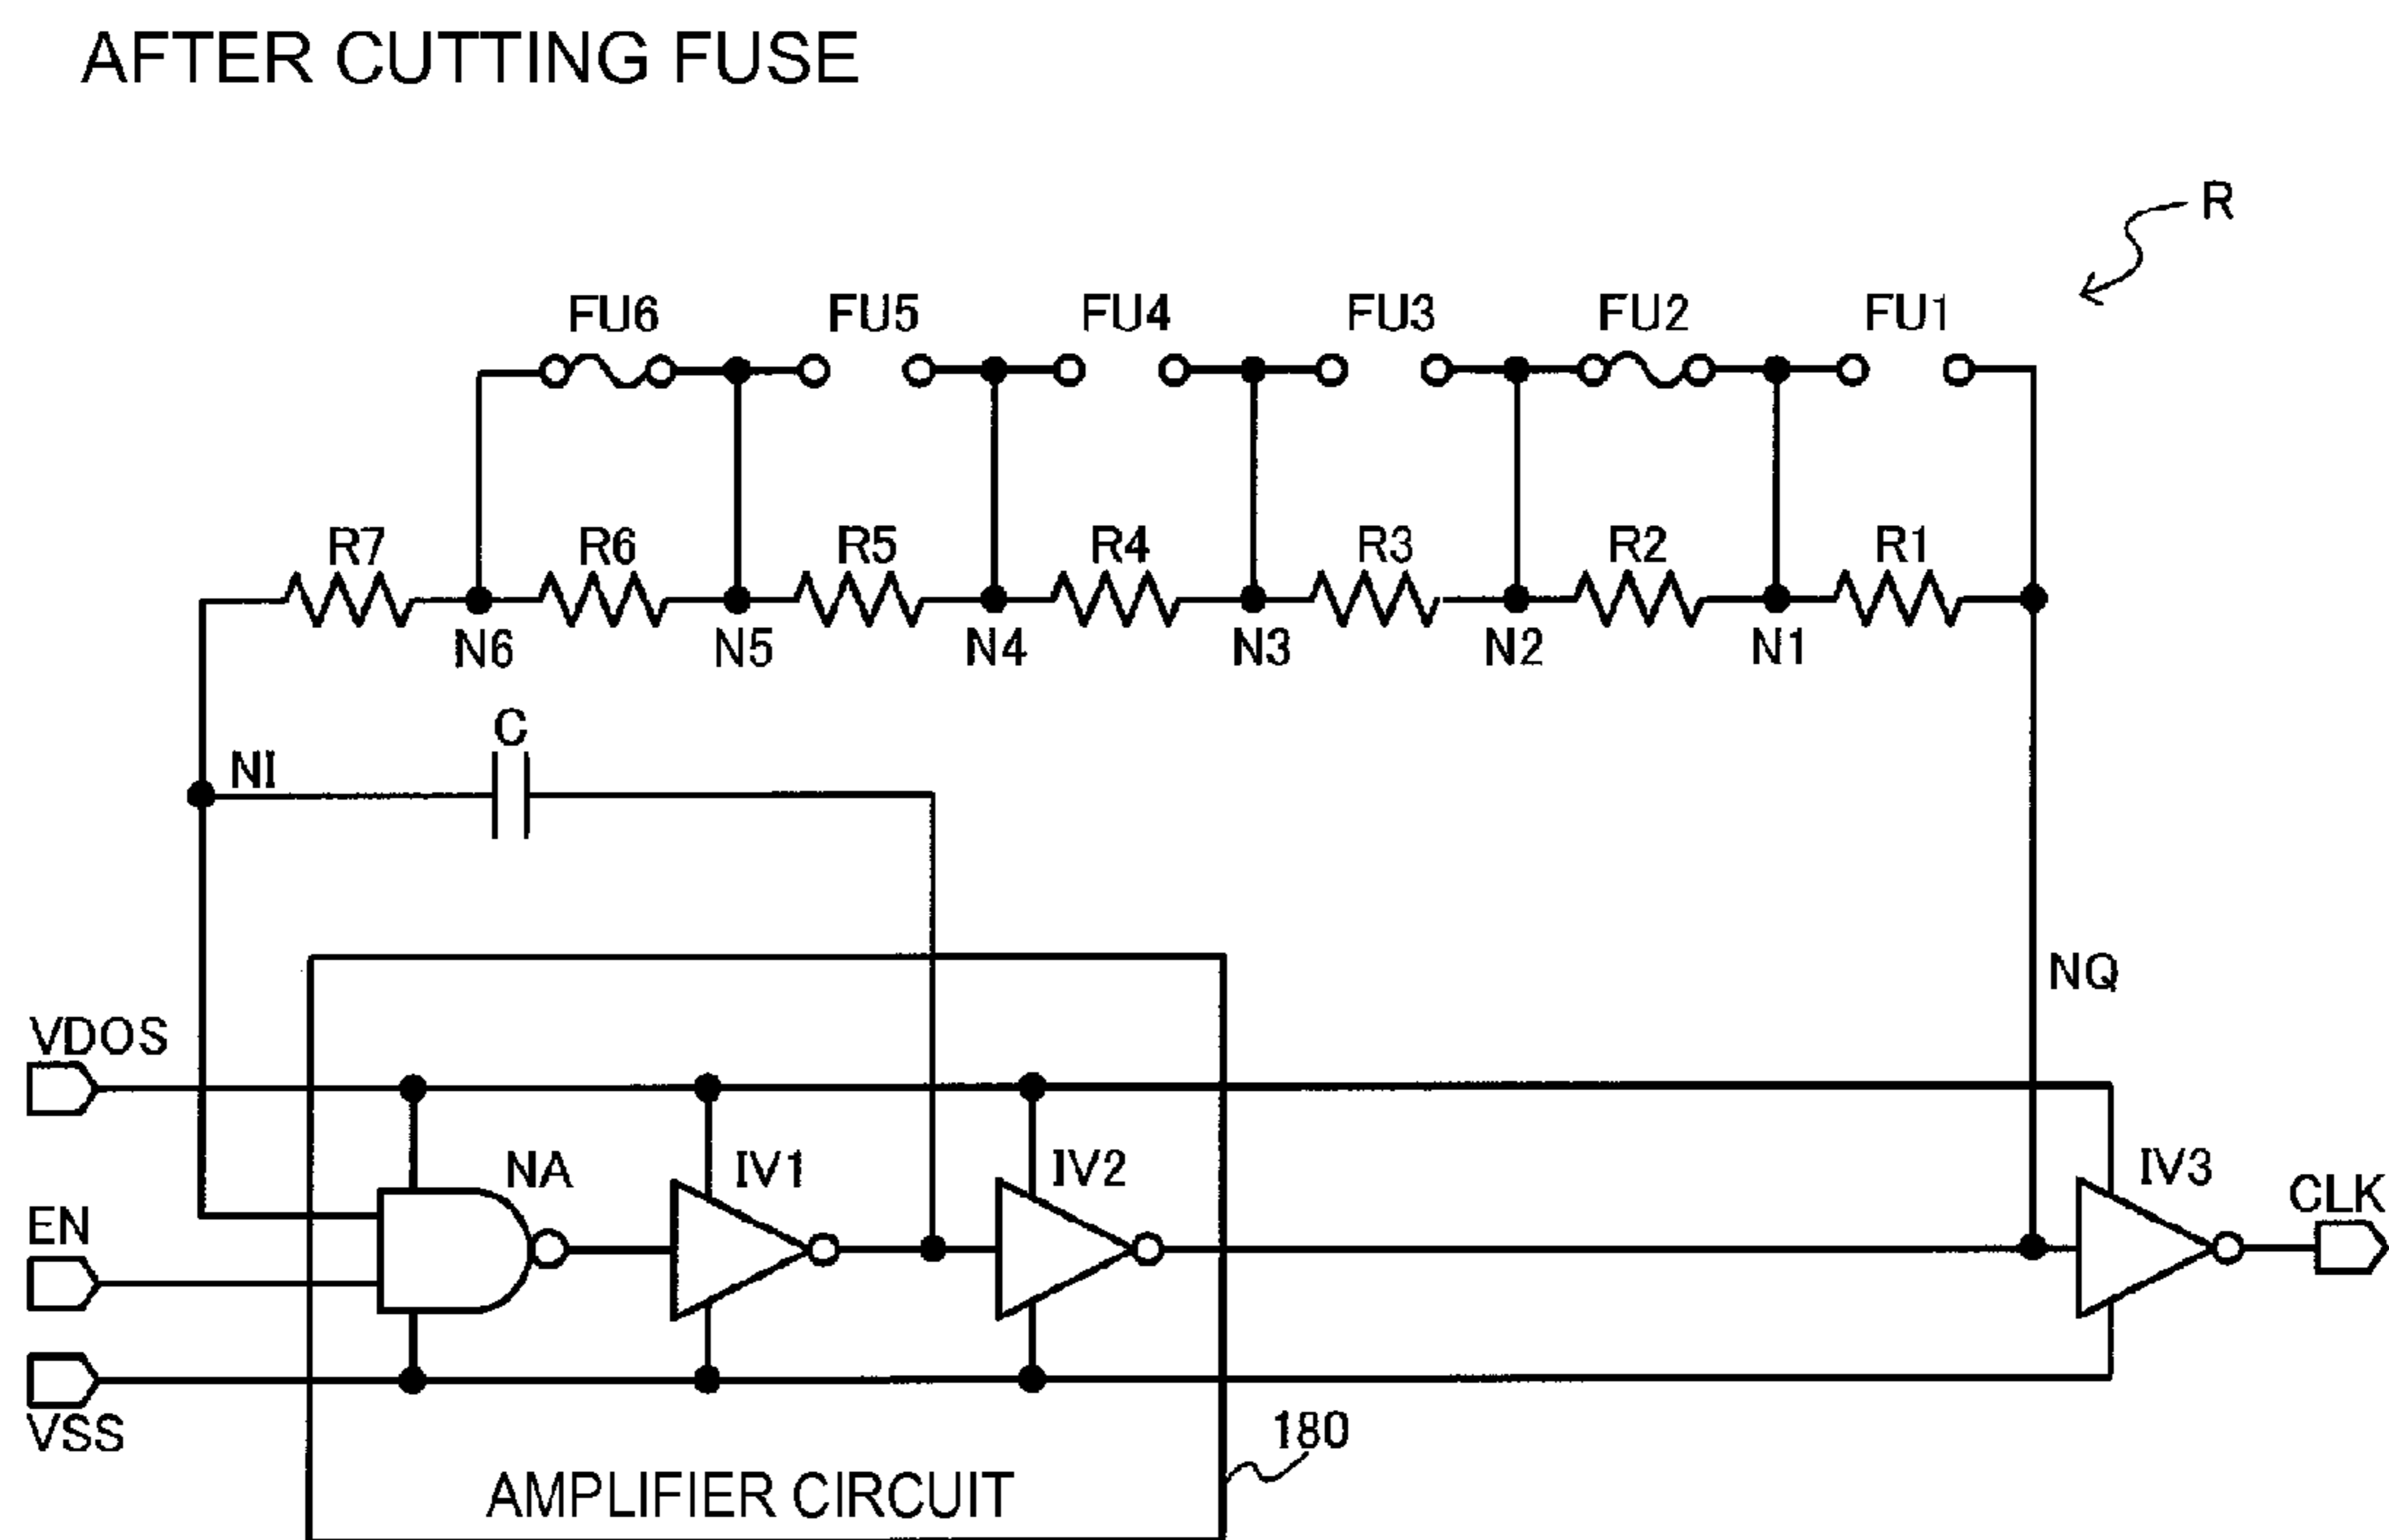 AFTER CUTTING FUSE
R
FU6 FU5 FU4 FU3 FU2 FU1
R7 R6 R5 R4 R3 R2 R1
N6 N5 N4 N3 N2 N1
C
NI
NQ
VDOS
NA IV1 IV2 IV3
EN CLK
VSS
180
AMPLIFIER CIRCUIT